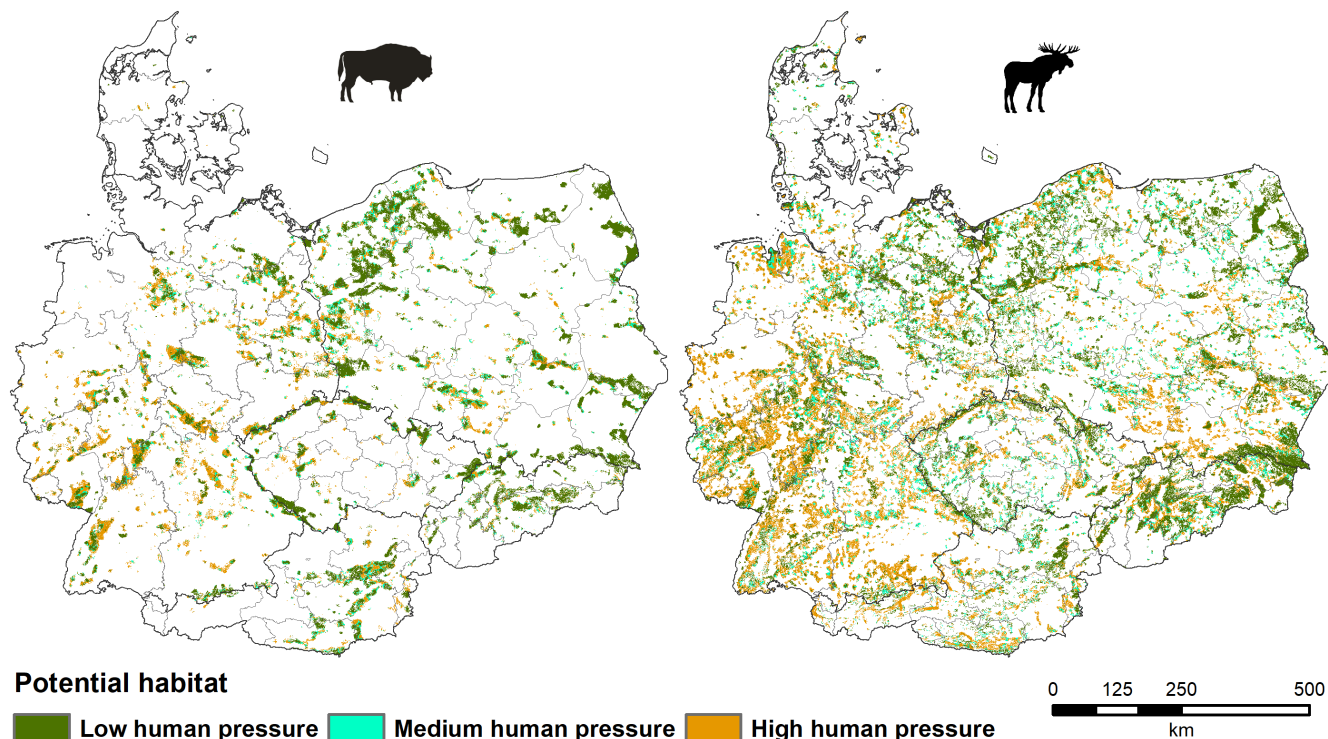 Potential habitat
Low human pressure Medium human pressure High human pressure
0 125 250 500
km